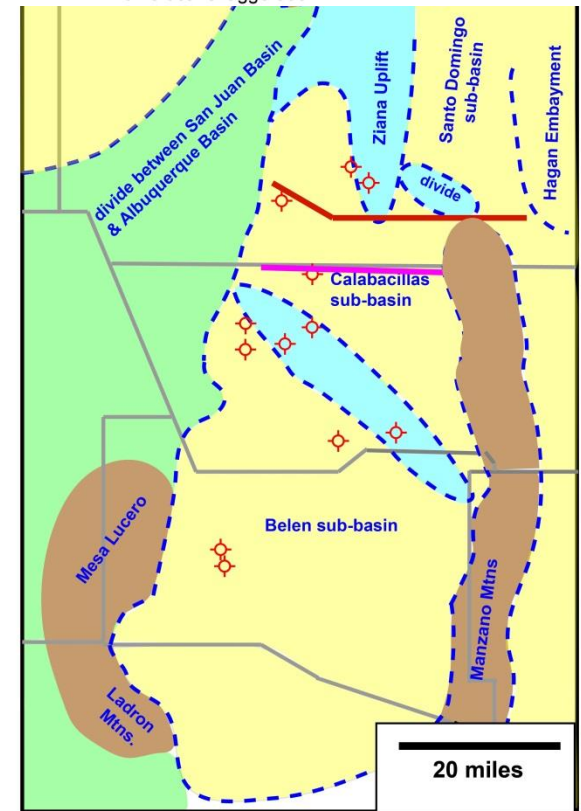 divide between San Juan Basin
& Albuquerque Basin
Ziana Uplift
Santo Domingo
sub-basin
Hagan Embayment
divide
Calabacillas
sub-basin
Belen sub-basin
Mesa Lucero
Manzano Mtns
Ladron
Mtns.
20 miles